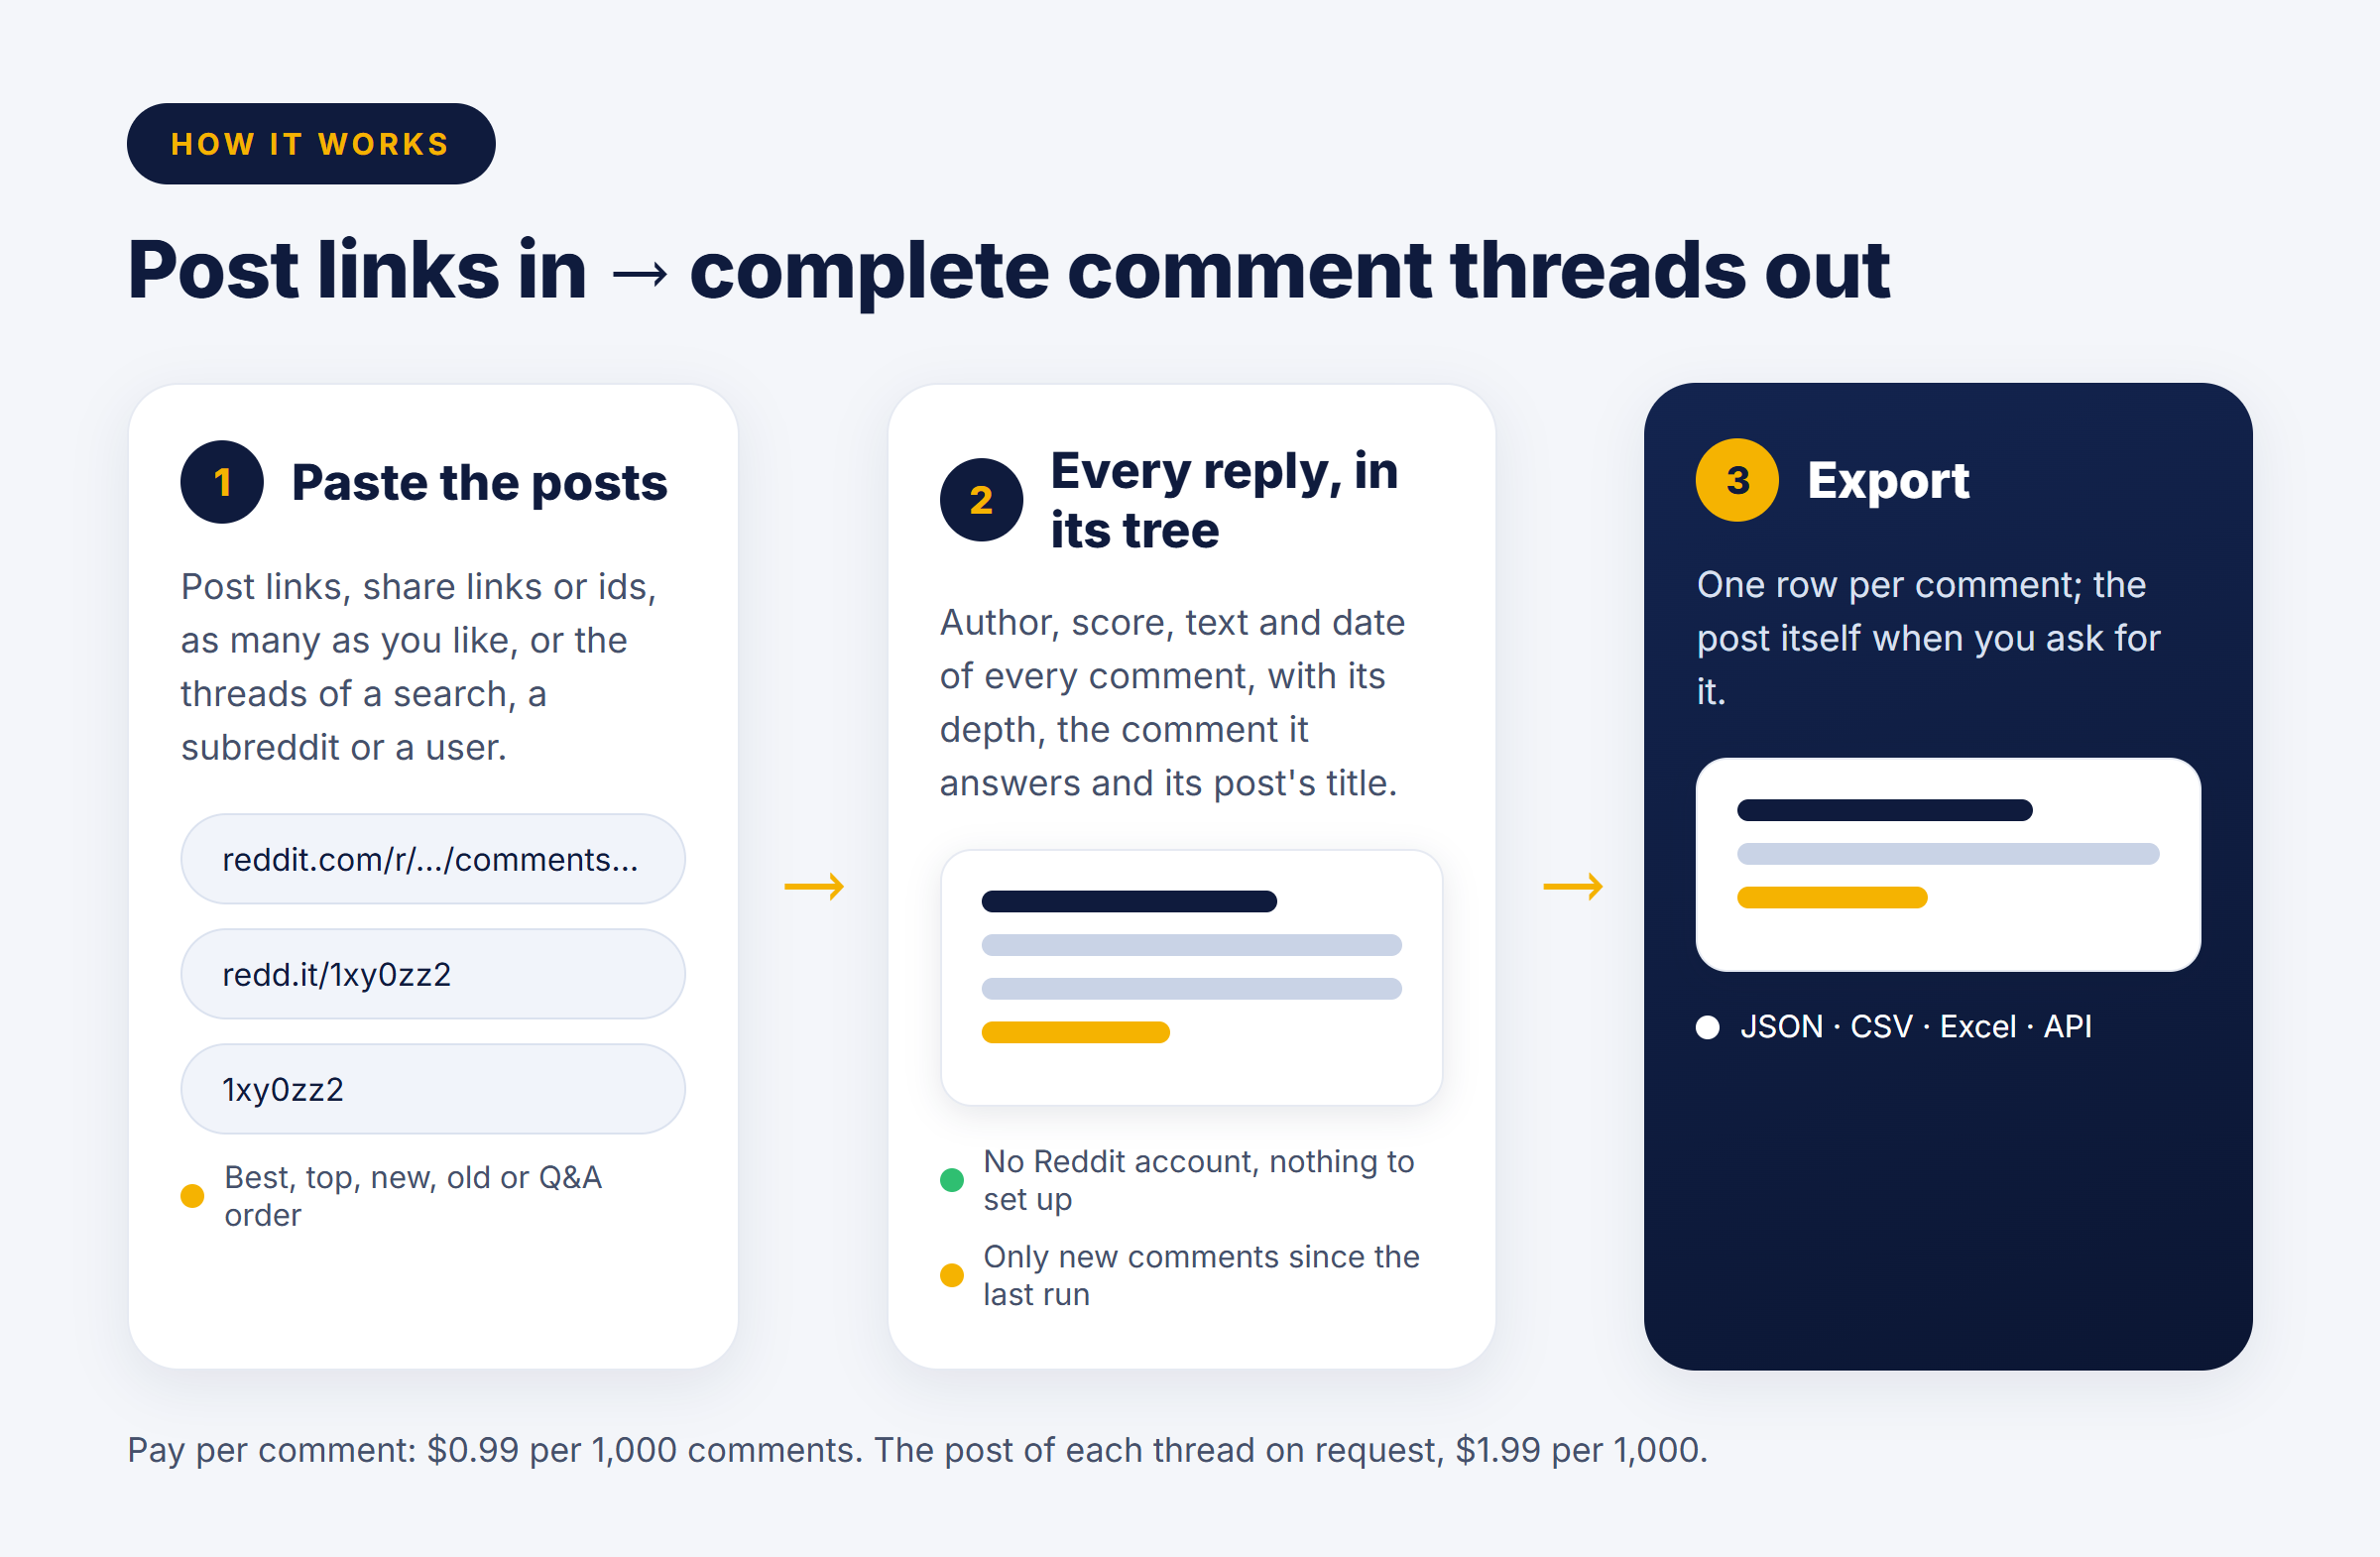 HOW IT WORKS
Post links in → complete comment threads out
1
Paste the posts
Post links, share links or ids,
as many as you like, or the
threads of a search, a
subreddit or a user.
reddit.com/r/.../comments...
redd.it/1xy0zz2
1xy0zz2
Best, top, new, old or Q&A
order
→
2
Every reply, in
its tree
Author, score, text and date
of every comment, with its
depth, the comment it
answers and its post's title.
No Reddit account, nothing to
set up
Only new comments since the
last run
→
3
Export
One row per comment; the
post itself when you ask for
it.
JSON · CSV · Excel · API
Pay per comment: $0.99 per 1,000 comments. The post of each thread on request, $1.99 per 1,000.